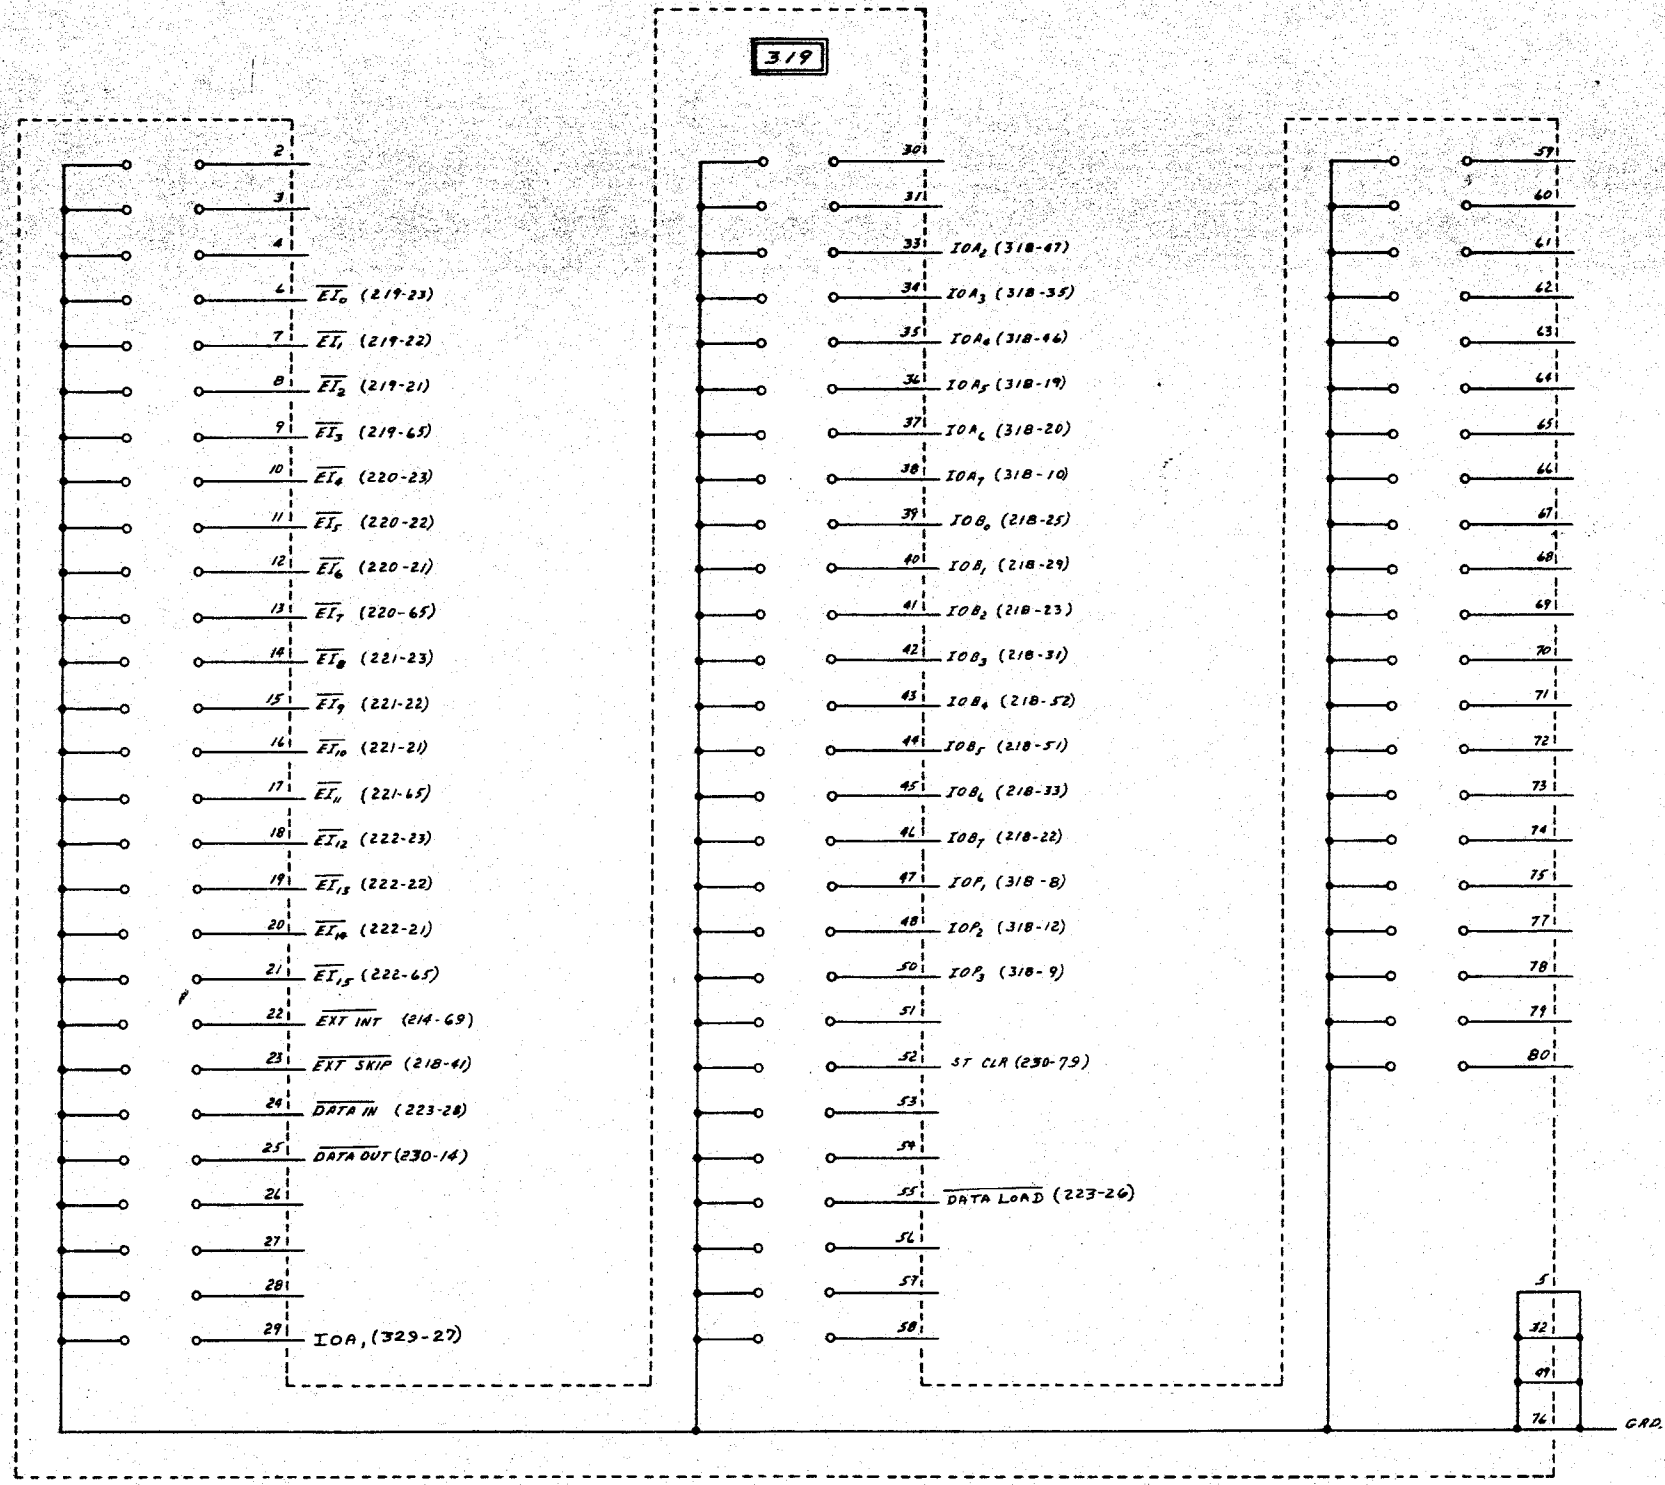 319
2
3
4
6 EI0 (219-23)
7 EI1 (219-22)
8 EI2 (219-21)
9 EI3 (219-65)
10 EI4 (220-23)
11 EI5 (220-22)
12 EI6 (220-21)
13 EI7 (220-65)
14 EI8 (221-23)
15 EI9 (221-22)
16 EI10 (221-21)
17 EI11 (221-65)
18 EI12 (222-23)
19 EI13 (222-22)
20 EI14 (222-21)
21 EI15 (222-65)
22 EXT INT (214-69)
23 EXT SKIP (218-41)
24 DATA IN (223-28)
25 DATA OUT (230-14)
26
27
28
29 IOA1 (329-27)
30
31
33 IOA2 (318-47)
34 IOA3 (318-35)
35 IOA4 (318-46)
36 IOA5 (318-19)
37 IOA6 (318-20)
38 IOA7 (318-10)
39 IOB0 (218-25)
40 IOB1 (218-29)
41 IOB2 (218-23)
42 IOB3 (218-31)
43 IOB4 (218-52)
44 IOB5 (218-51)
45 IOB6 (218-33)
46 IOB7 (218-22)
47 IOP1 (318-8)
48 IOP2 (318-12)
50 IOP3 (318-9)
51
52 ST CLR (230-79)
53
54
55 DATA LOAD (223-26)
56
57
58
59
60
61
62
63
64
65
66
67
68
69
70
71
72
73
74
75
77
78
79
80
5
32
49
76 GRD.